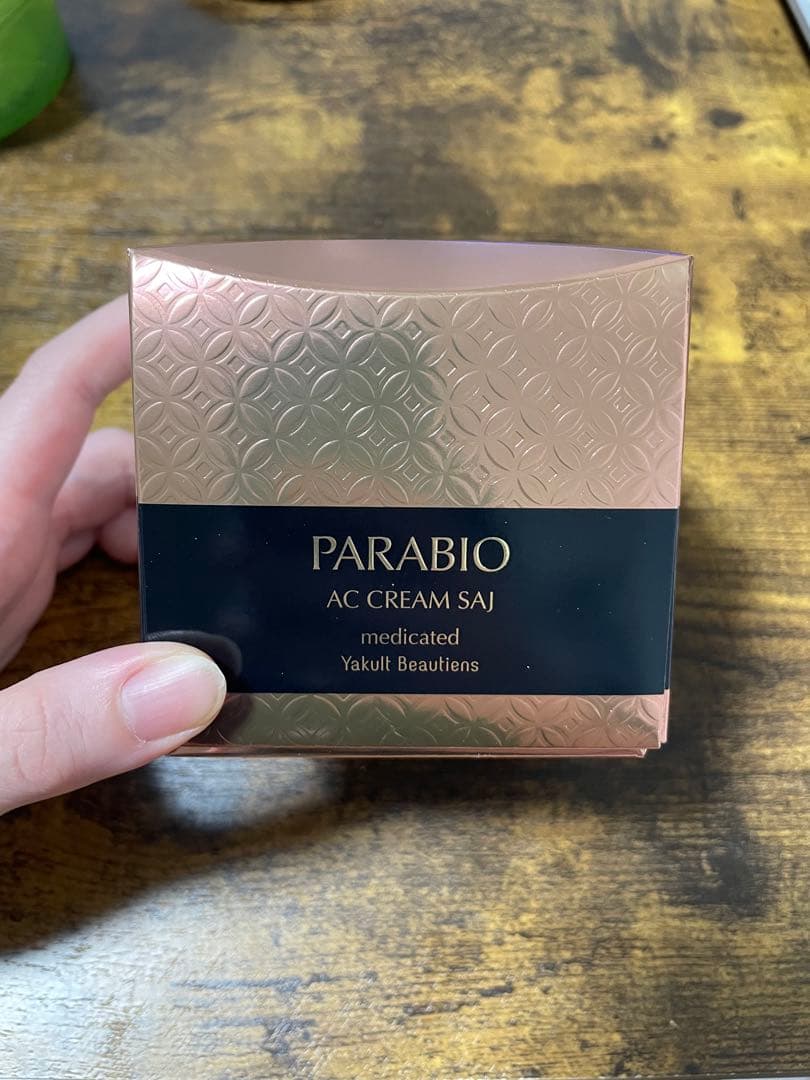 PARABIO
AC CREAM SAJ
medicated
Yakult Beautiens